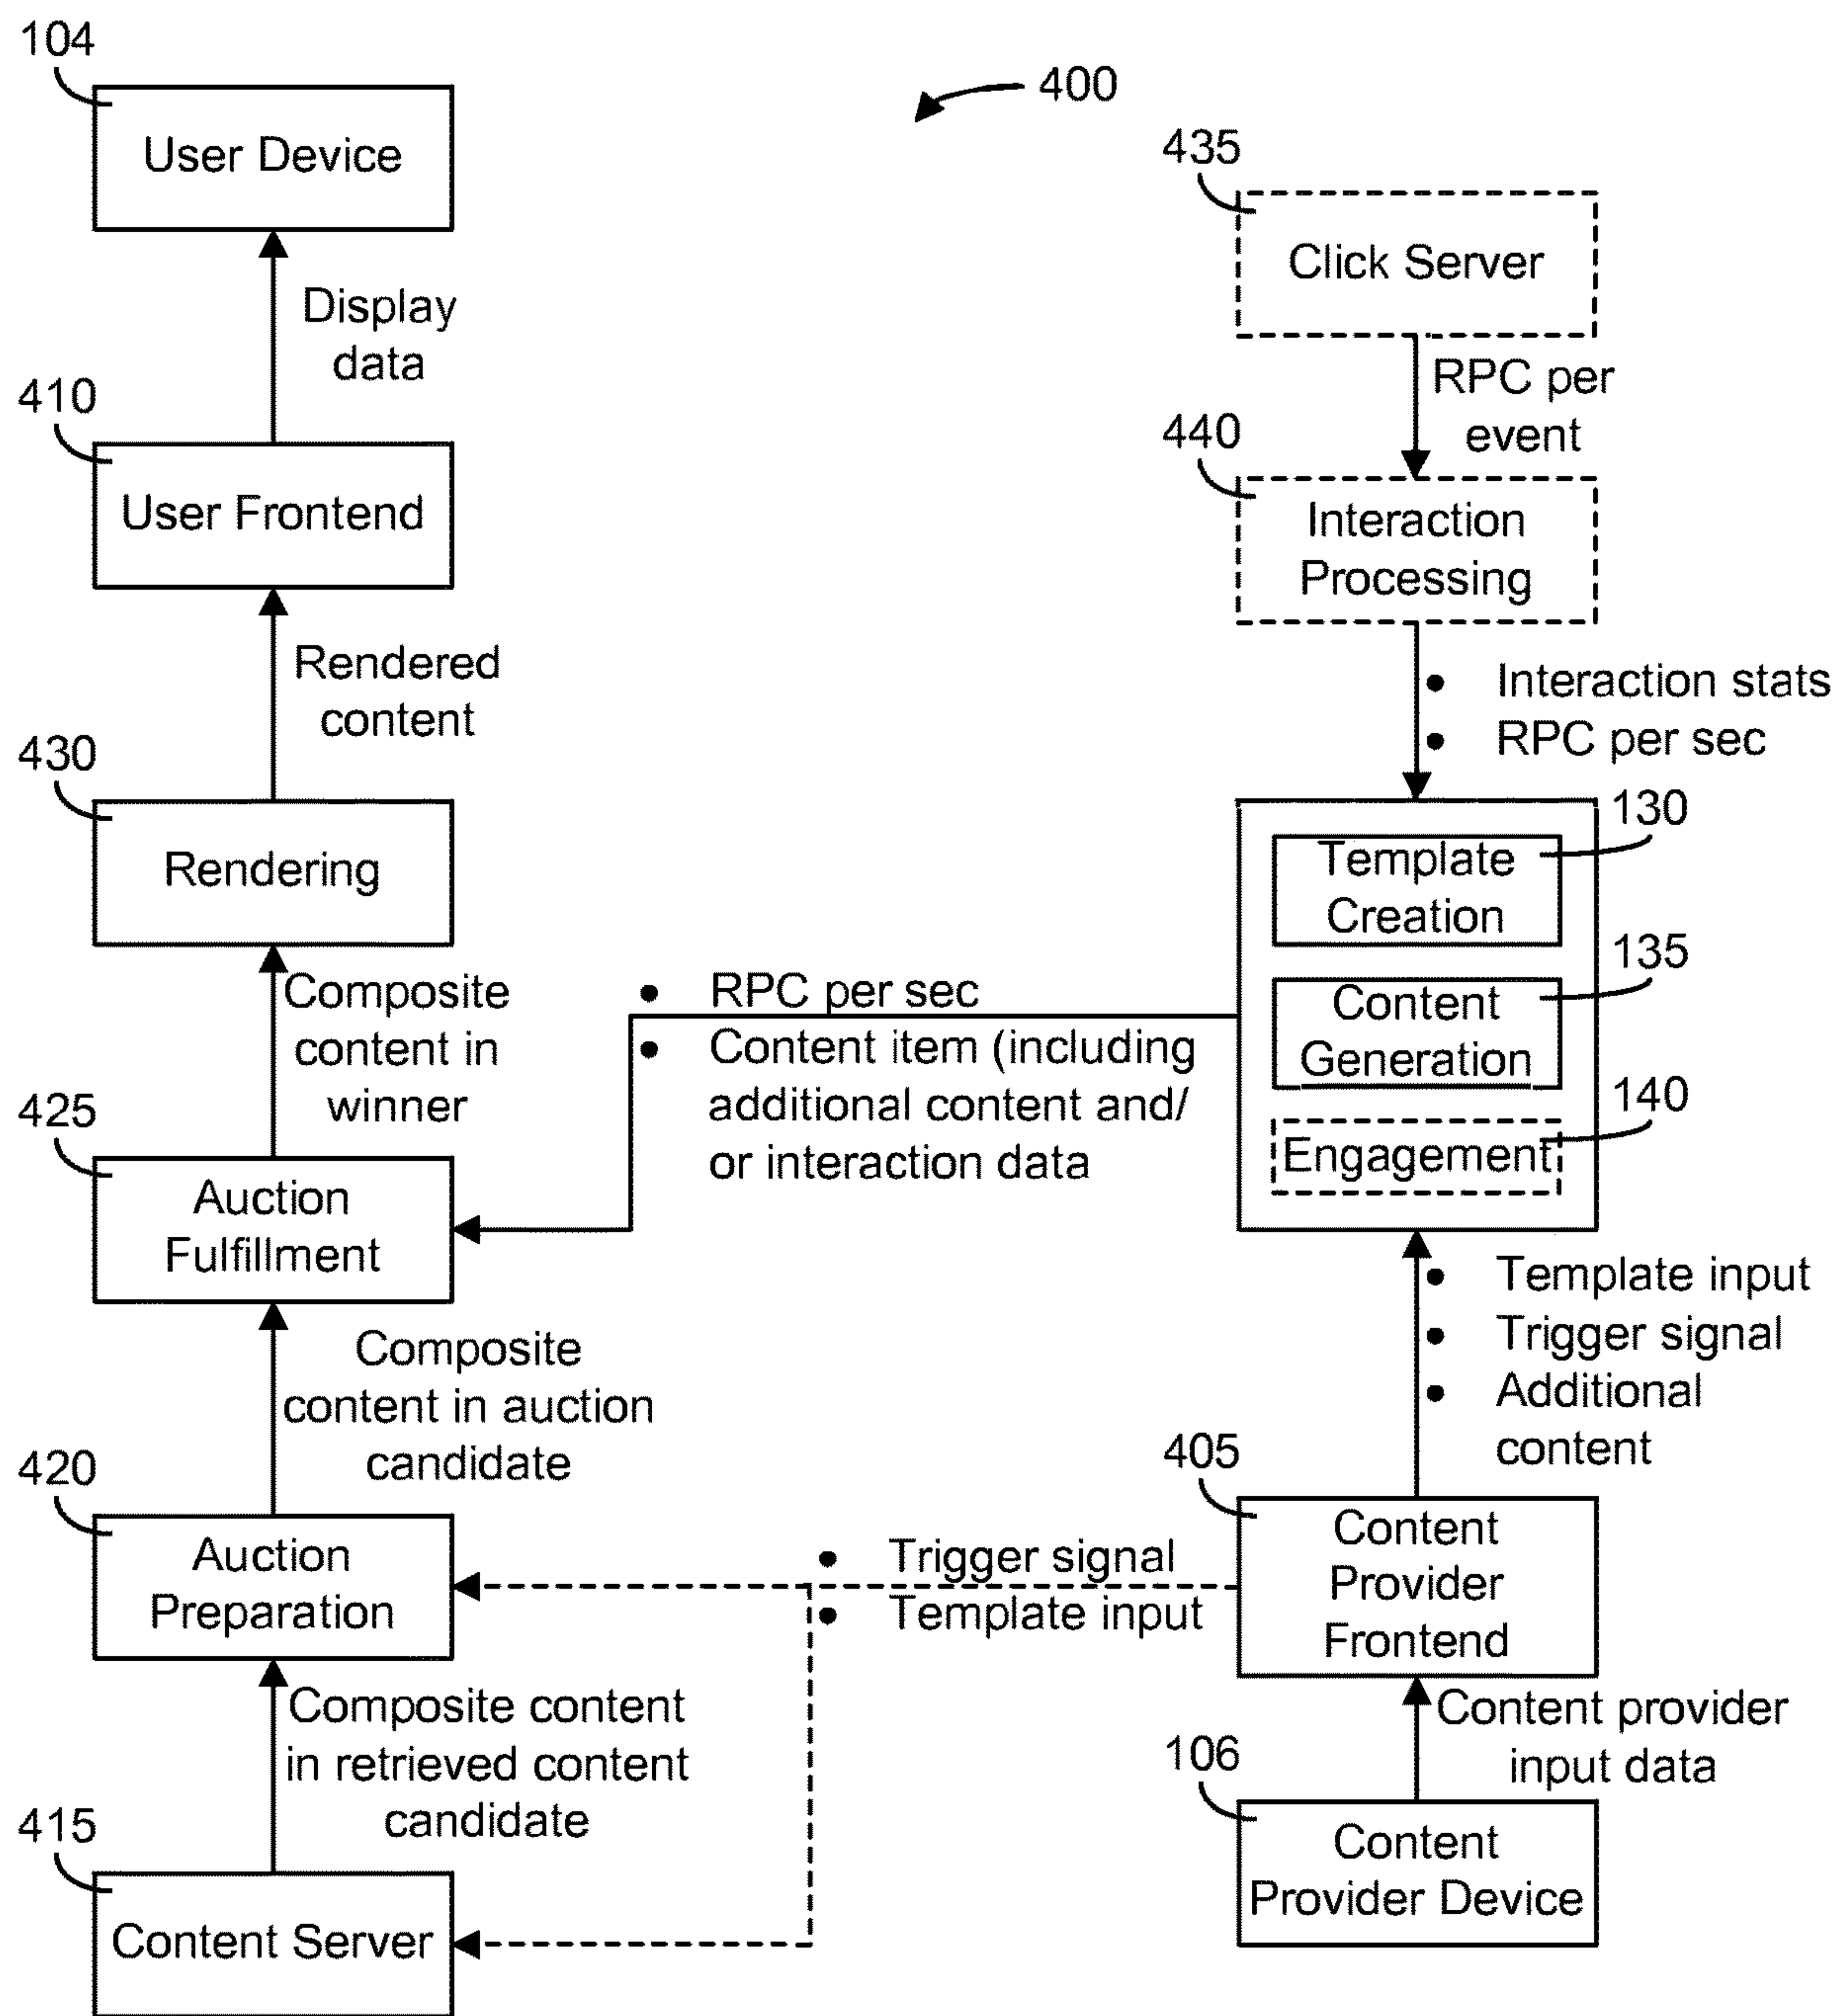 104
User Device
Display
data
410
User Frontend
Rendered
content
430
Rendering
Composite
content in
winner
425
Auction
Fulfillment
Composite
content in auction
candidate
420
Auction
Preparation
Composite content
in retrieved content
candidate
415
Content Server
400
• RPC per sec
• Content item (including
additional content and/
or interaction data
• Trigger signal
• Template input
435
Click Server
RPC per
event
440
Interaction
Processing
• Interaction stats
• RPC per sec
130
Template
Creation
135
Content
Generation
140
Engagement
• Template input
• Trigger signal
• Additional
content
405
Content
Provider
Frontend
Content provider
input data
106
Content
Provider Device